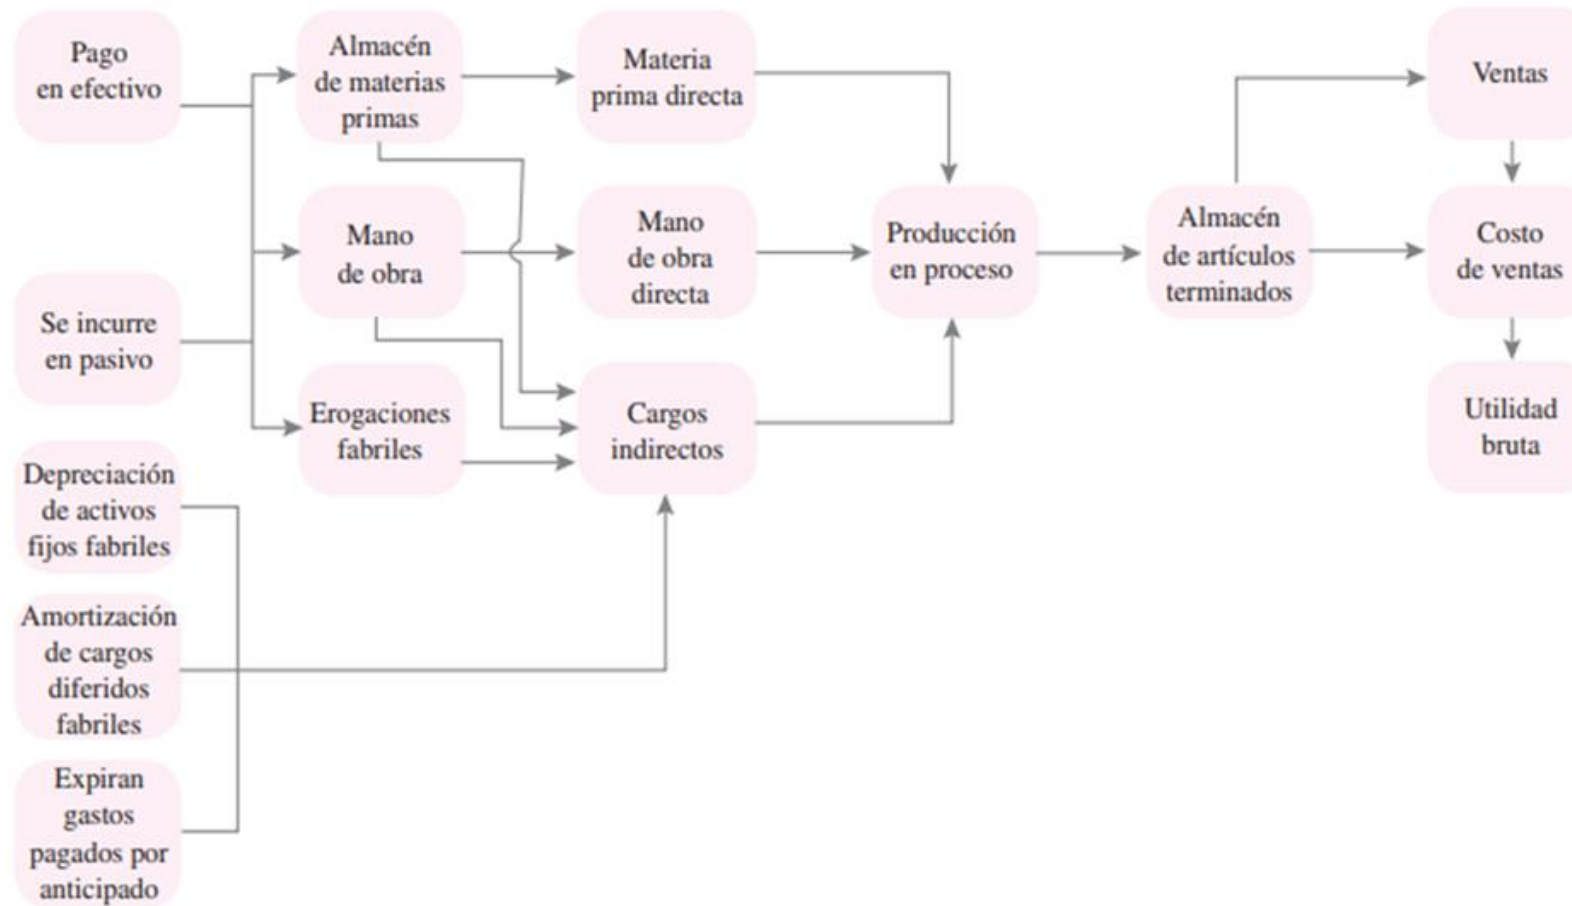 Pago
en efectivo
Almacén
de materias
primas
Materia
prima directa
Ventas
Mano
de obra
Mano
de obra
directa
Producción
en proceso
Almacén
de artículos
terminados
Costo
de ventas
Se incurre
en pasivo
Erogaciones
fabriles
Cargos
indirectos
Utilidad
bruta
Depreciación
de activos
fijos fabriles
Amortización
de cargos
diferidos
fabriles
Expiran
gastos
pagados por
anticipado